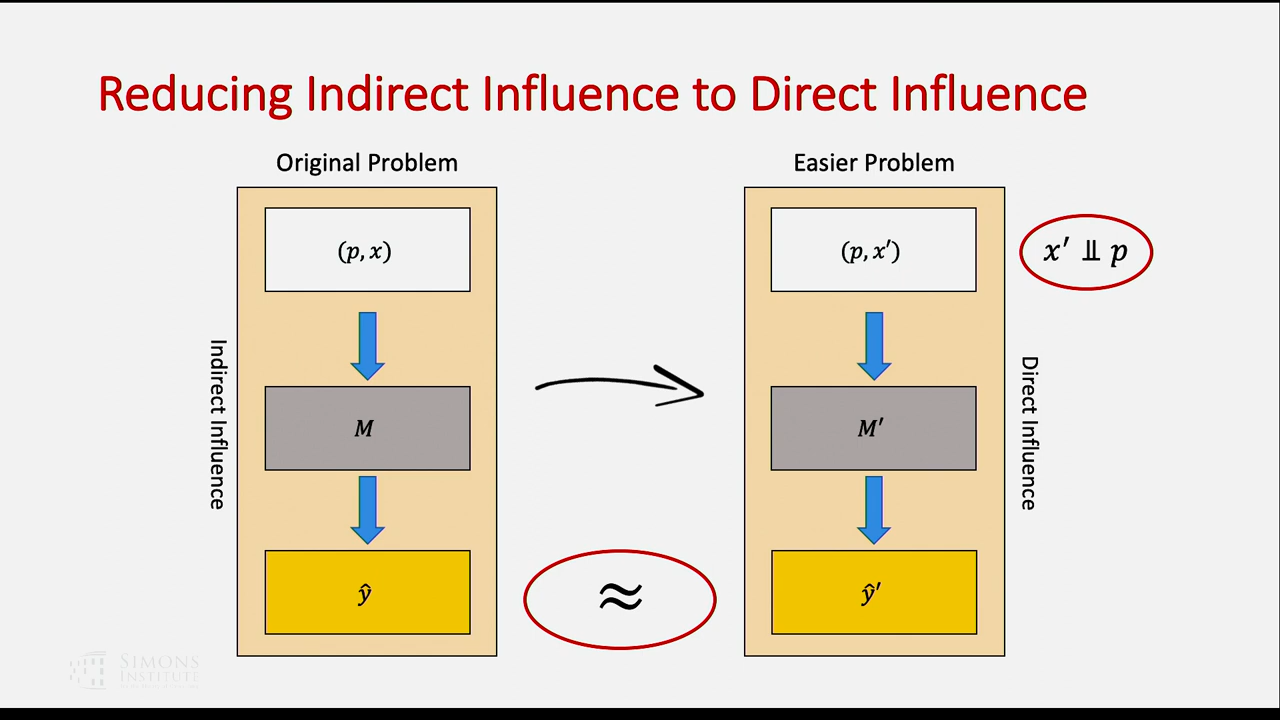 Reducing Indirect Influence to Direct Influence
Original Problem
Easier Problem
(p, x)
(p, x′)
x′ ⫫ p
Indirect Influence
Direct Influence
M
M′
≈
ŷ
ŷ′
SIMONS
INSTITUTE